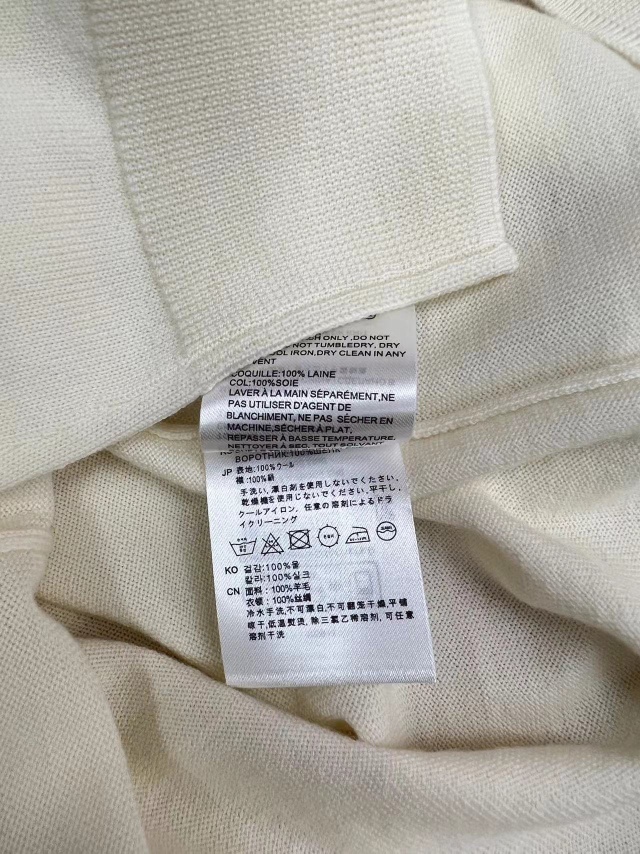 ONLY ,DO NOT
NOT TUMBLEDRY, DRY
IRON,DRY CLEAN IN ANY
COQUILLE:100% LAINE
COL:100%SOIE
LAVER À LA MAIN SÉPARÉMENT,NE
PAS UTILISER D'AGENT DE
BLANCHIMENT, NE PAS SÉCHER EN
MACHINE,SÉCHER À PLAT,
REPASSER À BASSE TEMPERATURE,
NETTOYER À SEC, TOUT SOLVANT
ВОРОТНИК:100%
JP 表地:100%ウール
襟:100%絹
手洗い, 漂白剤を使用しないでください,
乾燥機を使用じないでください,平干し,
クールアイロン, 任意の溶剤によるドラ
イクリーニング
KO 겉감:100%울
칼라:100%실크
CN 面料:100%羊毛
衣领:100%丝绸
冷水手洗,不可漂白,不可翻滚干燥,平铺
晾干,低温熨烫, 除三氯乙烯溶剂, 可任意
溶剂干洗